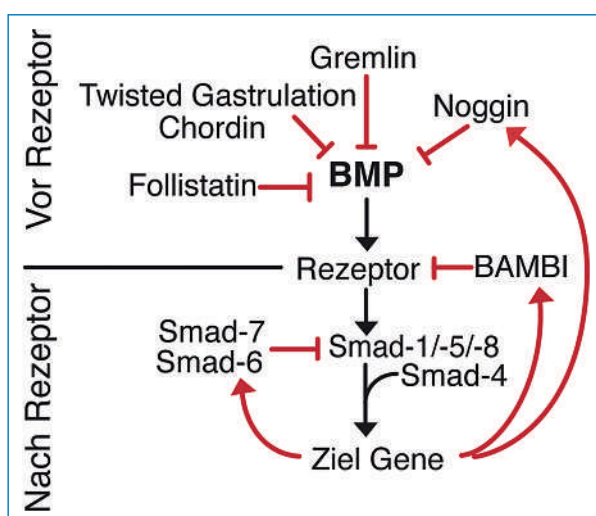 Vor Rezeptor
Gremlin
Twisted Gastrulation
Chordin
Noggin
Follistatin
BMP
Nach Rezeptor
Rezeptor
BAMBI
Smad-7
Smad-6
Smad-1/-5/-8
Smad-4
Ziel Gene